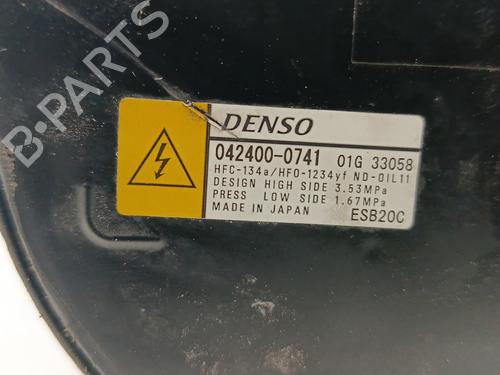 B-PARTS
DENSO
042400-0741 01G 33058
HFC-134a/HFO-1234yf ND-OIL11
DESIGN HIGH SIDE 3.53MPa
PRESS LOW SIDE 1.67MPa
MADE IN JAPAN ESB20C